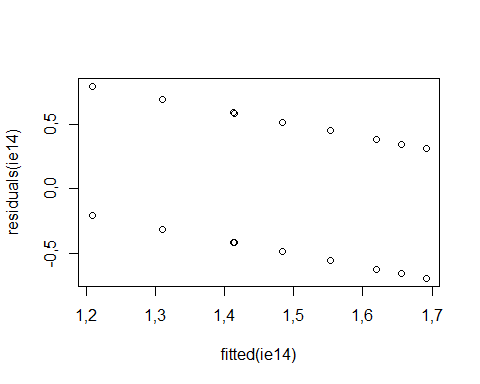 0,5
0,0
-0,5
residuals(ie14)
1,2 1,3 1,4 1,5 1,6 1,7
fitted(ie14)